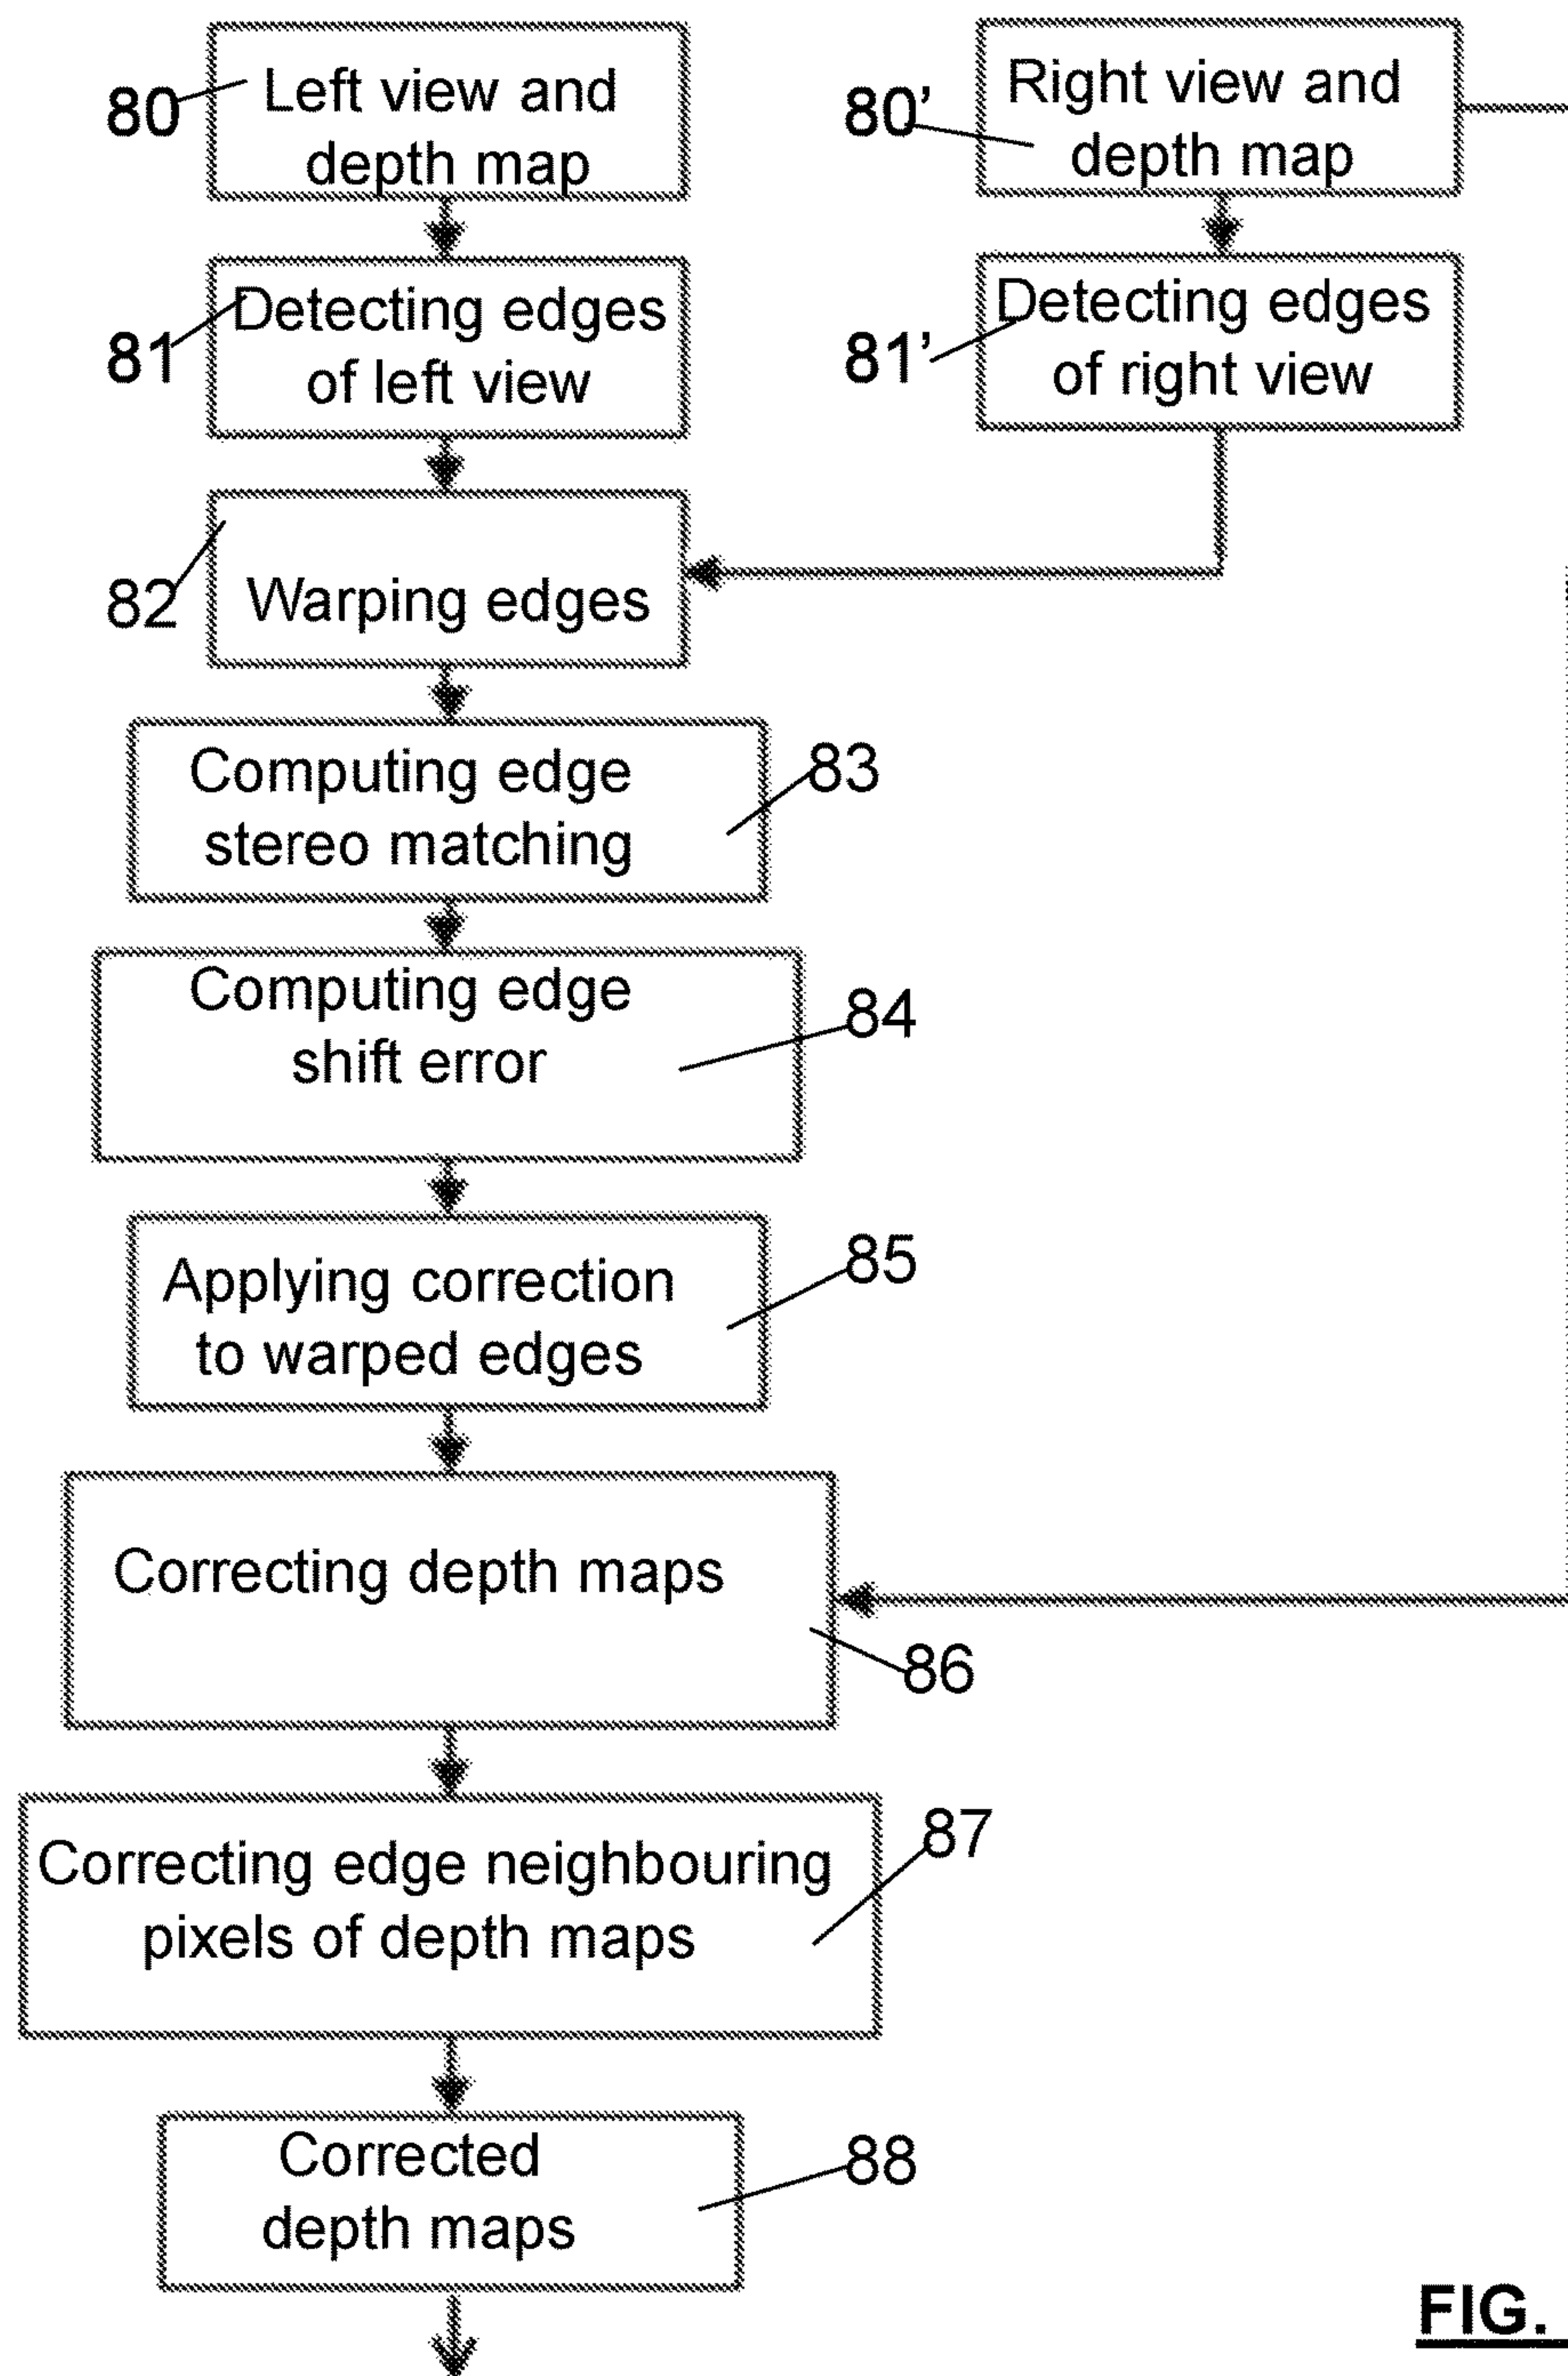 80
Left view and
depth map
80'
Right view and
depth map
81
Detecting edges
of left view
81'
Detecting edges
of right view
82
Warping edges
Computing edge
stereo matching
83
Computing edge
shift error
84
Applying correction
to warped edges
85
Correcting depth maps
86
Correcting edge neighbouring
pixels of depth maps
87
Corrected
depth maps
88
FIG.